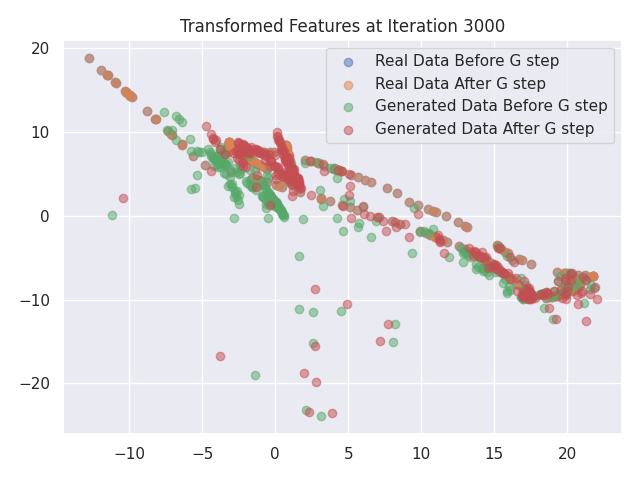 Transformed Features at Iteration 3000
Real Data Before G step
Real Data After G step
Generated Data Before G step
Generated Data After G step
20
10
0
−10
−20
−10 −5 0 5 10 15 20